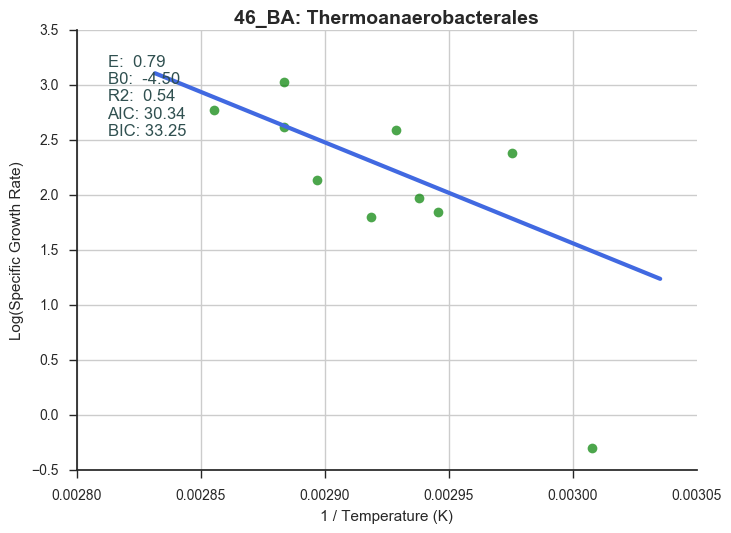 46_BA: Thermoanaerobacterales
3.5
3.0
2.5
2.0
1.5
1.0
0.5
0.0
−0.5
Log(Specific Growth Rate)
E:  0.79
B0:  -4.50
R2:  0.54
AIC: 30.34
BIC: 33.25
0.00280 0.00285 0.00290 0.00295 0.00300 0.00305
1 / Temperature (K)